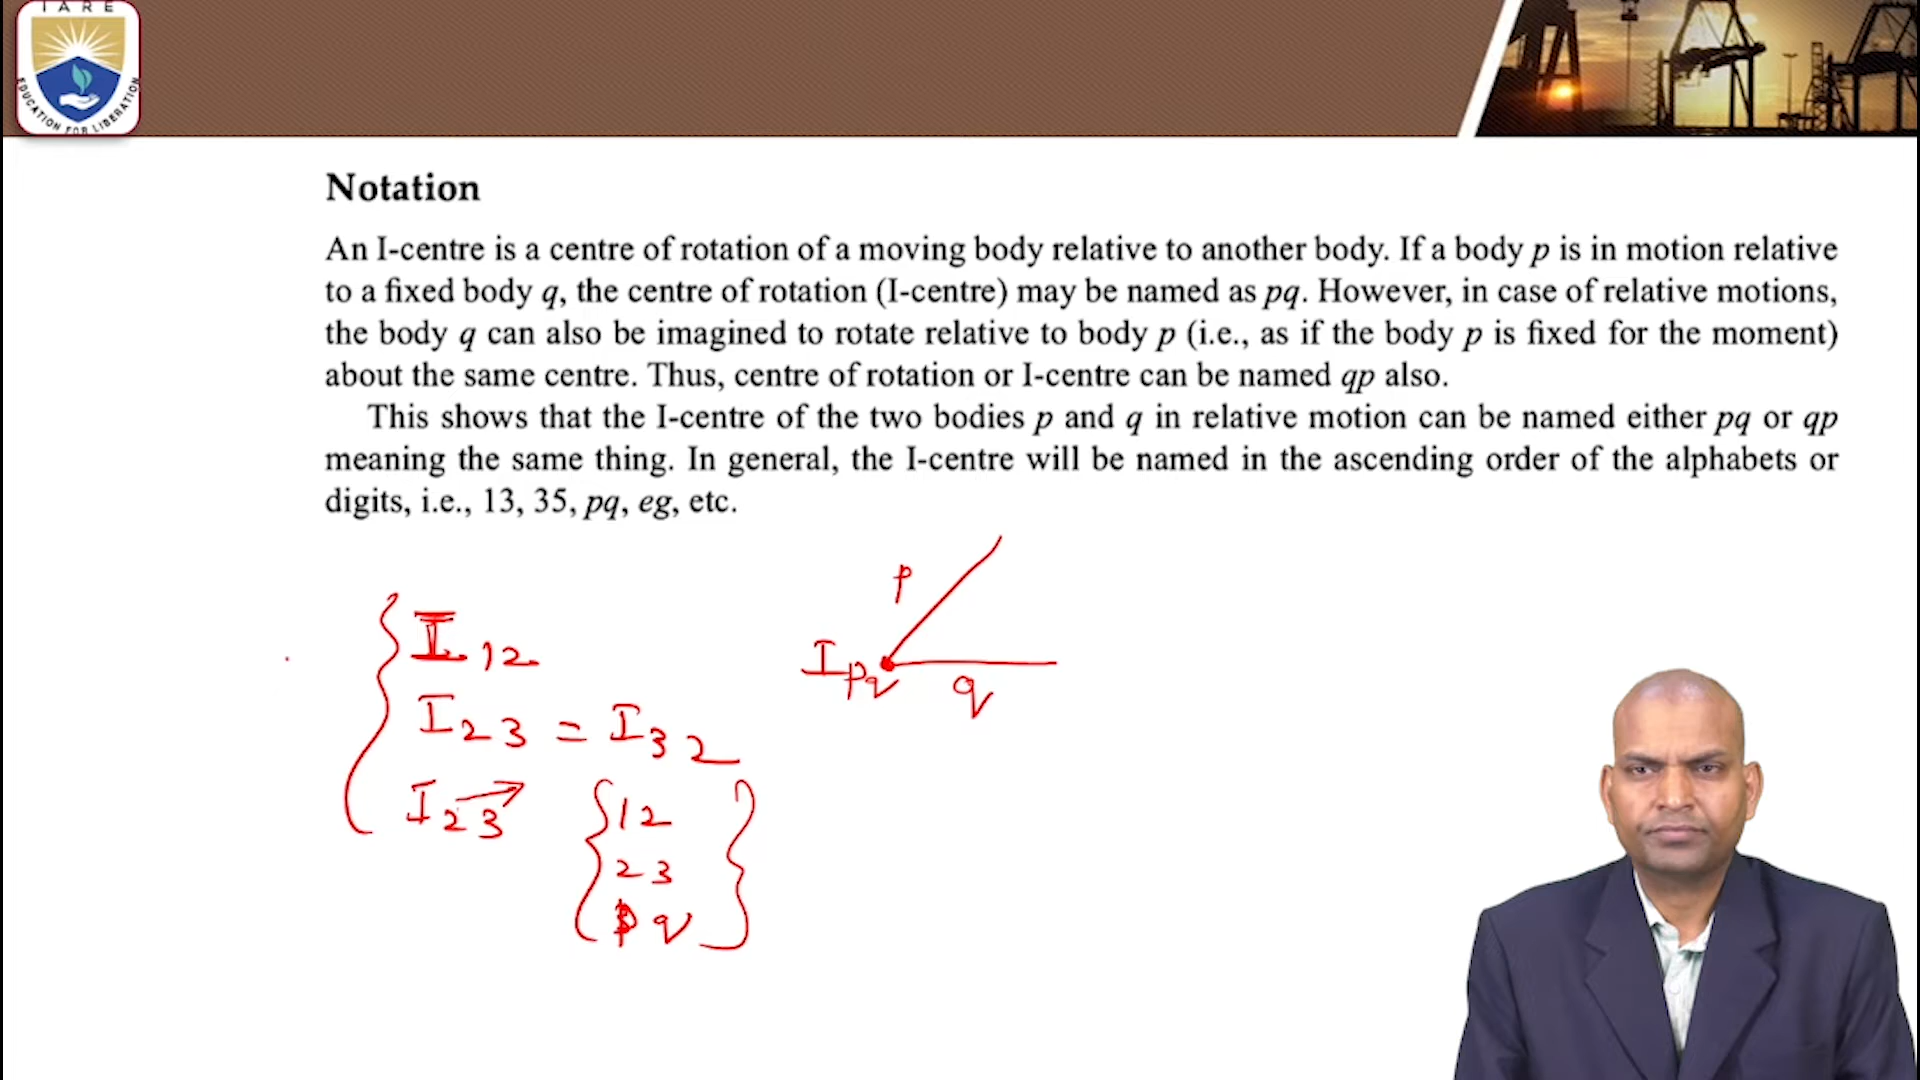 IARE
EDUCATION FOR LIBERATION
Notation
An I-centre is a centre of rotation of a moving body relative to another body. If a body p is in motion relative
to a fixed body q, the centre of rotation (I-centre) may be named as pq. However, in case of relative motions,
the body q can also be imagined to rotate relative to body p (i.e., as if the body p is fixed for the moment)
about the same centre. Thus, centre of rotation or I-centre can be named qp also.
This shows that the I-centre of the two bodies p and q in relative motion can be named either pq or qp
meaning the same thing. In general, the I-centre will be named in the ascending order of the alphabets or
digits, i.e., 13, 35, pq, eg, etc.
I 12
I 23 = I 32
I 23
12
23
pq
p
I pq
q